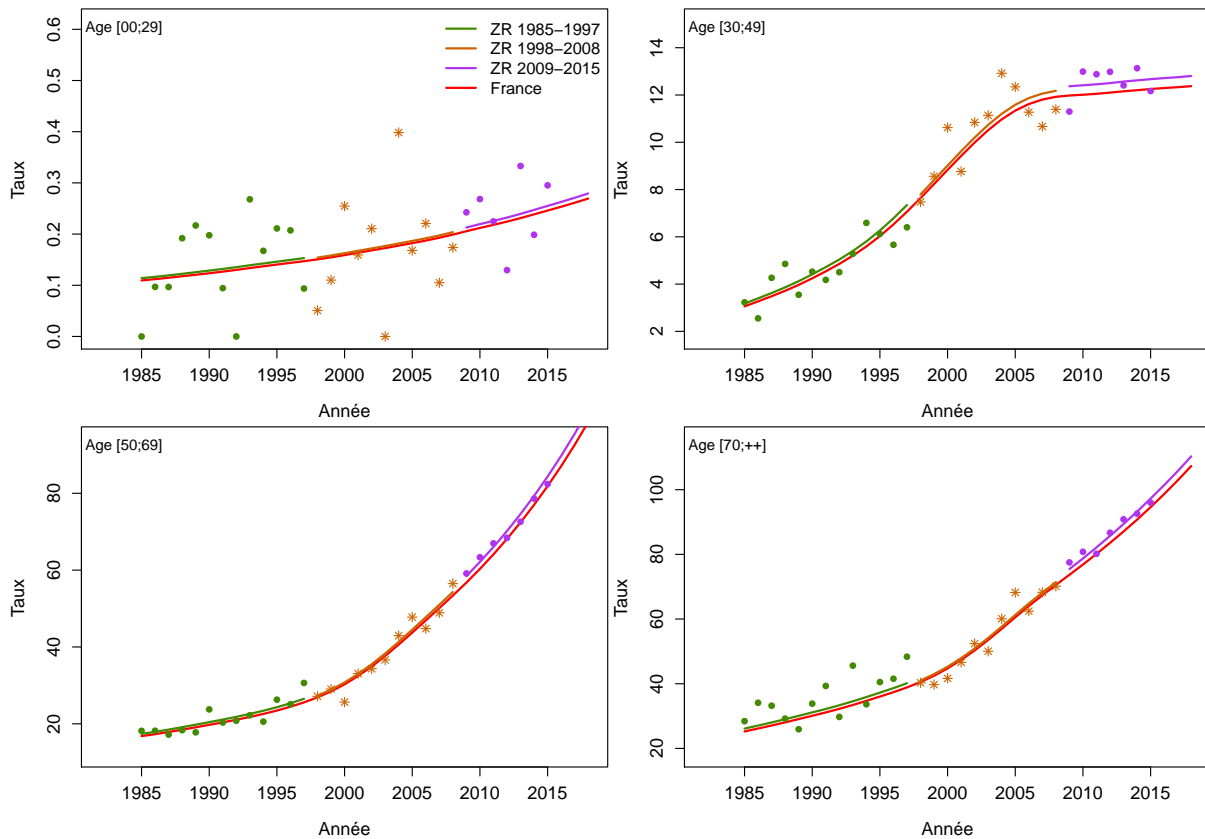 Age [00;29]
ZR 1985−1997
ZR 1998−2008
ZR 2009−2015
France
0.6
0.5
0.4
0.3
0.2
0.1
0.0
Taux
1985 1990 1995 2000 2005 2010 2015
Année
Age [30;49]
14
12
10
8
6
4
2
Taux
1985 1990 1995 2000 2005 2010 2015
Année
Age [50;69]
80
60
40
20
Taux
1985 1990 1995 2000 2005 2010 2015
Année
Age [70;++]
100
80
60
40
20
Taux
1985 1990 1995 2000 2005 2010 2015
Année